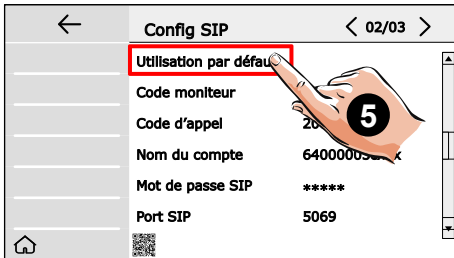 Config SIP
02/03
Utilisation par défau
Code moniteur
Code d'appel
Nom du compte
Mot de passe SIP *****
Port SIP 5069
5